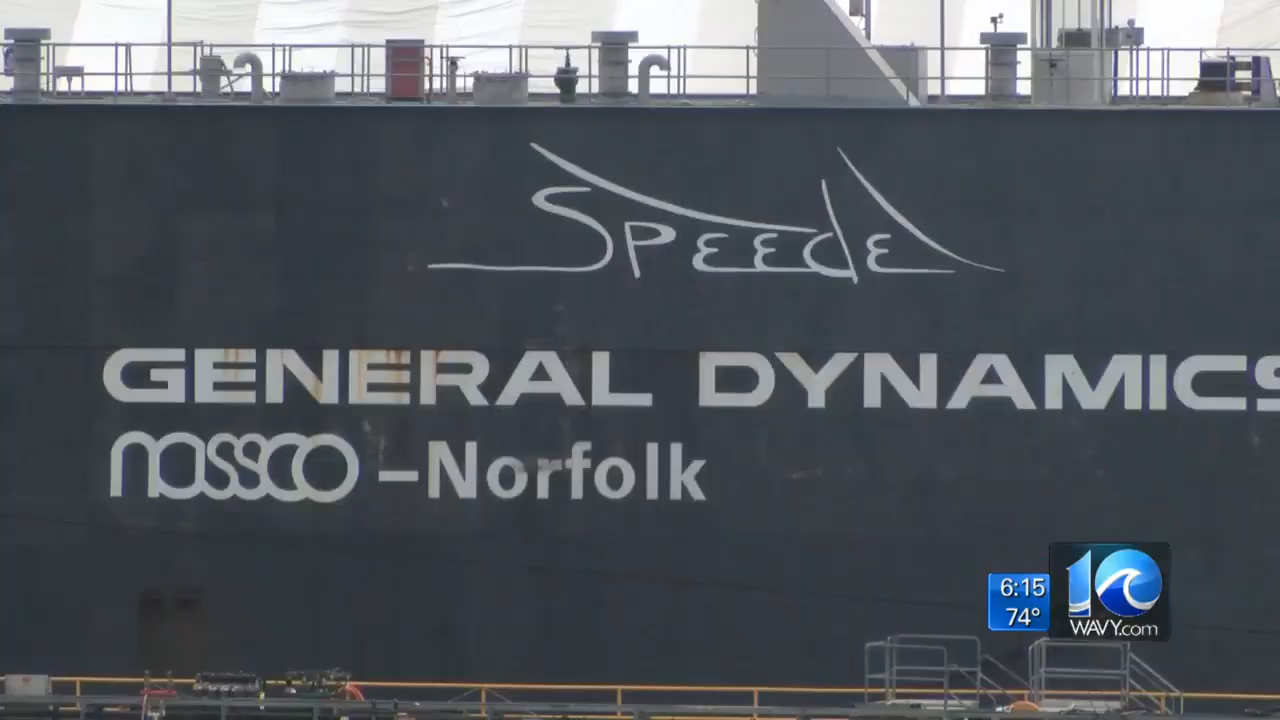 Speede
GENERAL DYNAMICS
nassco –Norfolk
6:15
74°
10
WAVY.com